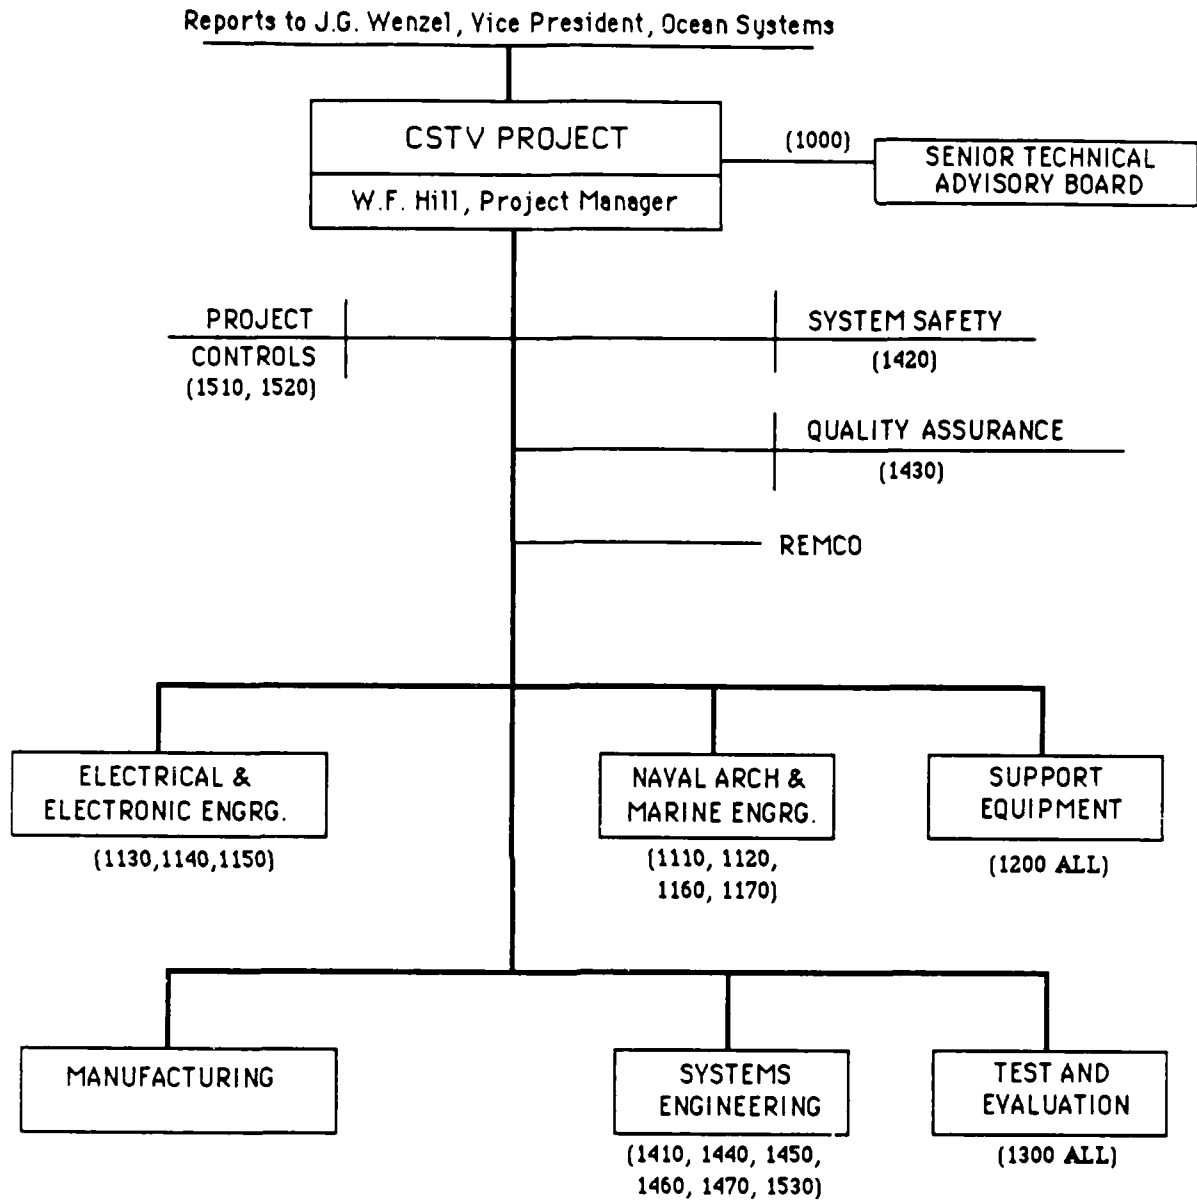 Reports to J.G. Wenzel, Vice President, Ocean Systems
CSTV PROJECT
W.F. Hill, Project Manager
(1000)
SENIOR TECHNICAL
ADVISORY BOARD
PROJECT
CONTROLS
(1510, 1520)
SYSTEM SAFETY
(1420)
QUALITY ASSURANCE
(1430)
REMCO
ELECTRICAL &
ELECTRONIC ENGRG.
(1130,1140,1150)
NAVAL ARCH &
MARINE ENGRG.
(1110, 1120,
1160, 1170)
SUPPORT
EQUIPMENT
(1200 ALL)
MANUFACTURING
SYSTEMS
ENGINEERING
(1410, 1440, 1450,
1460, 1470, 1530)
TEST AND
EVALUATION
(1300 ALL)